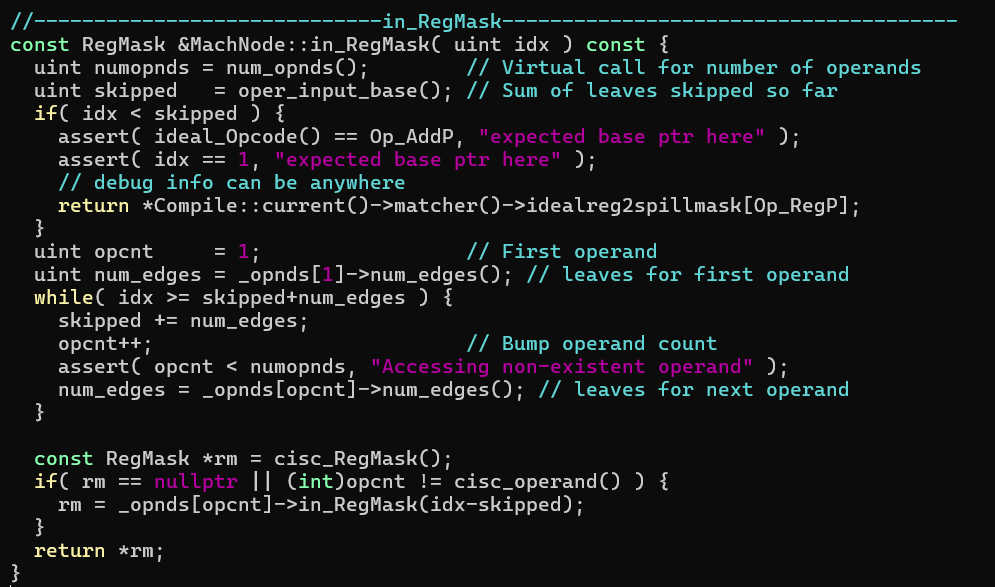 //-----------------------------in_RegMask--------------------------------------
const RegMask &MachNode::in_RegMask( uint idx ) const {
  uint numopnds = num_opnds();        // Virtual call for number of operands
  uint skipped   = oper_input_base(); // Sum of leaves skipped so far
  if( idx < skipped ) {
    assert( ideal_Opcode() == Op_AddP, "expected base ptr here" );
    assert( idx == 1, "expected base ptr here" );
    // debug info can be anywhere
    return *Compile::current()->matcher()->idealreg2spillmask[Op_RegP];
  }
  uint opcnt     = 1;                 // First operand
  uint num_edges = _opnds[1]->num_edges(); // leaves for first operand
  while( idx >= skipped+num_edges ) {
    skipped += num_edges;
    opcnt++;                          // Bump operand count
    assert( opcnt < numopnds, "Accessing non-existent operand" );
    num_edges = _opnds[opcnt]->num_edges(); // leaves for next operand
  }

  const RegMask *rm = cisc_RegMask();
  if( rm == nullptr || (int)opcnt != cisc_operand() ) {
    rm = _opnds[opcnt]->in_RegMask(idx-skipped);
  }
  return *rm;
}